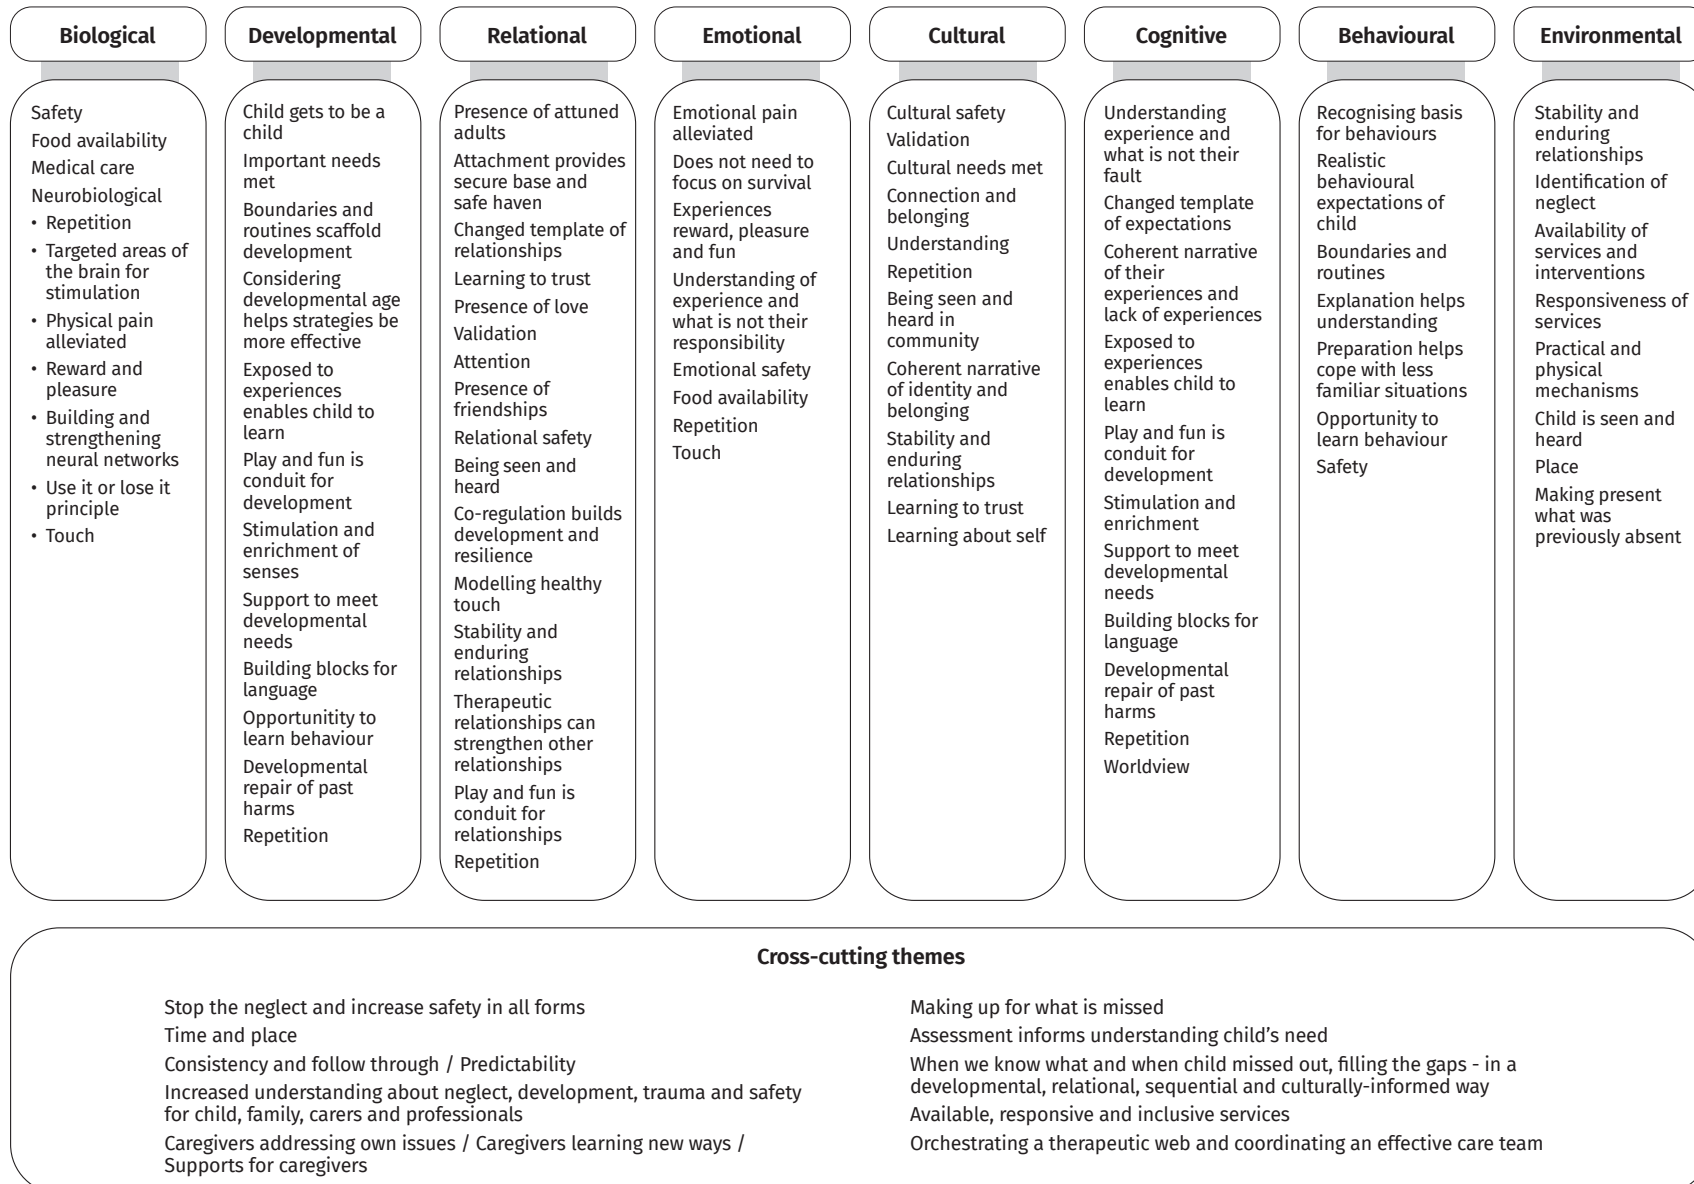 Biological
Safety
Food availability
Medical care
Neurobiological
• Repetition
• Targeted areas of
the brain for
stimulation
• Physical pain
alleviated
• Reward and
pleasure
• Building and
strengthening
neural networks
• Use it or lose it
principle
• Touch
Developmental
Child gets to be a
child
Important needs
met
Boundaries and
routines scaffold
development
Considering
developmental age
helps strategies be
more effective
Exposed to
experiences
enables child to
learn
Play and fun is
conduit for
development
Stimulation and
enrichment of
senses
Support to meet
developmental
needs
Building blocks for
language
Opportunitity to
learn behaviour
Developmental
repair of past
harms
Repetition
Relational
Presence of attuned
adults
Attachment provides
secure base and
safe haven
Changed template of
relationships
Learning to trust
Presence of love
Validation
Attention
Presence of
friendships
Relational safety
Being seen and
heard
Co-regulation builds
development and
resilience
Modelling healthy
touch
Stability and
enduring
relationships
Therapeutic
relationships can
strengthen other
relationships
Play and fun is
conduit for
relationships
Repetition
Emotional
Emotional pain
alleviated
Does not need to
focus on survival
Experiences
reward, pleasure
and fun
Understanding of
experience and
what is not their
responsibility
Emotional safety
Food availability
Repetition
Touch
Cultural
Cultural safety
Validation
Cultural needs met
Connection and
belonging
Understanding
Repetition
Being seen and
heard in
community
Coherent narrative
of identity and
belonging
Stability and
enduring
relationships
Learning to trust
Learning about self
Cognitive
Understanding
experience and
what is not their
fault
Changed template
of expectations
Coherent narrative
of their
experiences and
lack of experiences
Exposed to
experiences
enables child to
learn
Play and fun is
conduit for
development
Stimulation and
enrichment
Support to meet
developmental
needs
Building blocks for
language
Developmental
repair of past
harms
Repetition
Worldview
Behavioural
Recognising basis
for behaviours
Realistic
behavioural
expectations of
child
Boundaries and
routines
Explanation helps
understanding
Preparation helps
cope with less
familiar situations
Opportunity to
learn behaviour
Safety
Environmental
Stability and
enduring
relationships
Identification of
neglect
Availability of
services and
interventions
Responsiveness of
services
Practical and
physical
mechanisms
Child is seen and
heard
Place
Making present
what was
previously absent
Cross-cutting themes
Stop the neglect and increase safety in all forms
Time and place
Consistency and follow through / Predictability
Increased understanding about neglect, development, trauma and safety
for child, family, carers and professionals
Caregivers addressing own issues / Caregivers learning new ways /
Supports for caregivers
Making up for what is missed
Assessment informs understanding child's need
When we know what and when child missed out, filling the gaps - in a
developmental, relational, sequential and culturally-informed way
Available, responsive and inclusive services
Orchestrating a therapeutic web and coordinating an effective care team